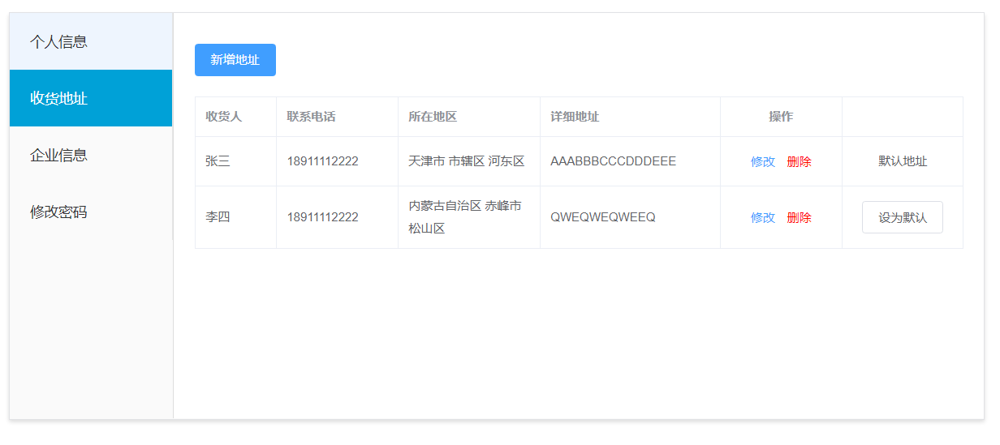 个人信息
收货地址
企业信息
修改密码
新增地址
收货人 联系电话 所在地区 详细地址 操作
张三 18911112222 天津市 市辖区 河东区 AAABBBCCCDDDEEE 修改 删除 默认地址
李四 18911112222 内蒙古自治区 赤峰市 QWEQWEQWEEQ 修改 删除 设为默认
松山区